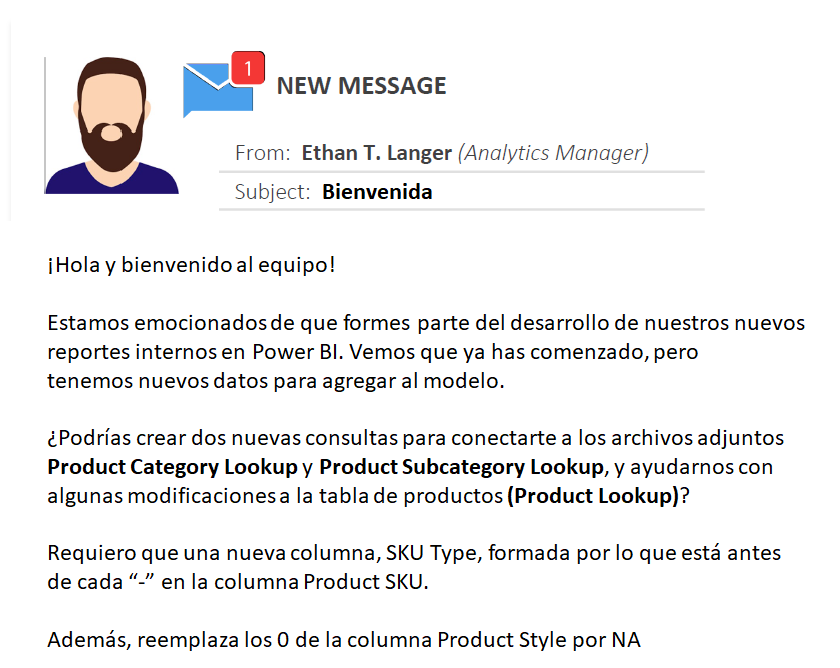 1
NEW MESSAGE
From: Ethan T. Langer (Analytics Manager)
Subject: Bienvenida
¡Hola y bienvenido al equipo!
Estamos emocionados de que formes parte del desarrollo de nuestros nuevos
reportes internos en Power BI. Vemos que ya has comenzado, pero
tenemos nuevos datos para agregar al modelo.
¿Podrías crear dos nuevas consultas para conectarte a los archivos adjuntos
Product Category Lookup y Product Subcategory Lookup, y ayudarnos con
algunas modificaciones a la tabla de productos (Product Lookup)?
Requiero que una nueva columna, SKU Type, formada por lo que está antes
de cada “-” en la columna Product SKU.
Además, reemplaza los 0 de la columna Product Style por NA